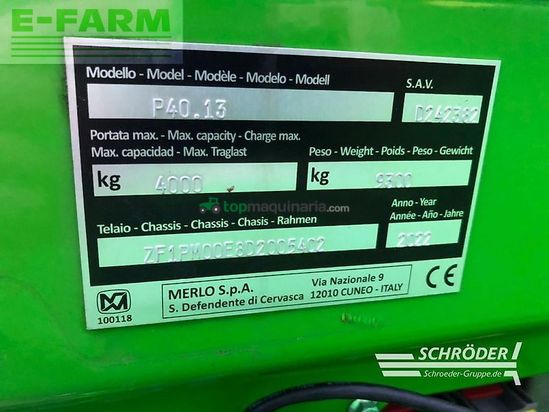 E-FARM
Modello - Model - Modèle - Modelo - Modell
S.A.V.
P40.13
D242382
Portata max. - Max. capacity - Charge max.
Max. capacidad - Max. Traglast
Peso - Weight - Poids - Peso - Gewicht
kg 4000
kg 9300
topmaquinaria.com
Telaio - Chassis - Chassis - Chasis - Rahmen
Anno - Year
Année - Año - Jahre
ZF1PM00E8D2005402
2022
100118
MERLO S.p.A.
S. Defendente di Cervasca
Via Nazionale 9
12010 CUNEO - ITALY
CE
SCHRÖDER
Schroeder-Gruppe.de